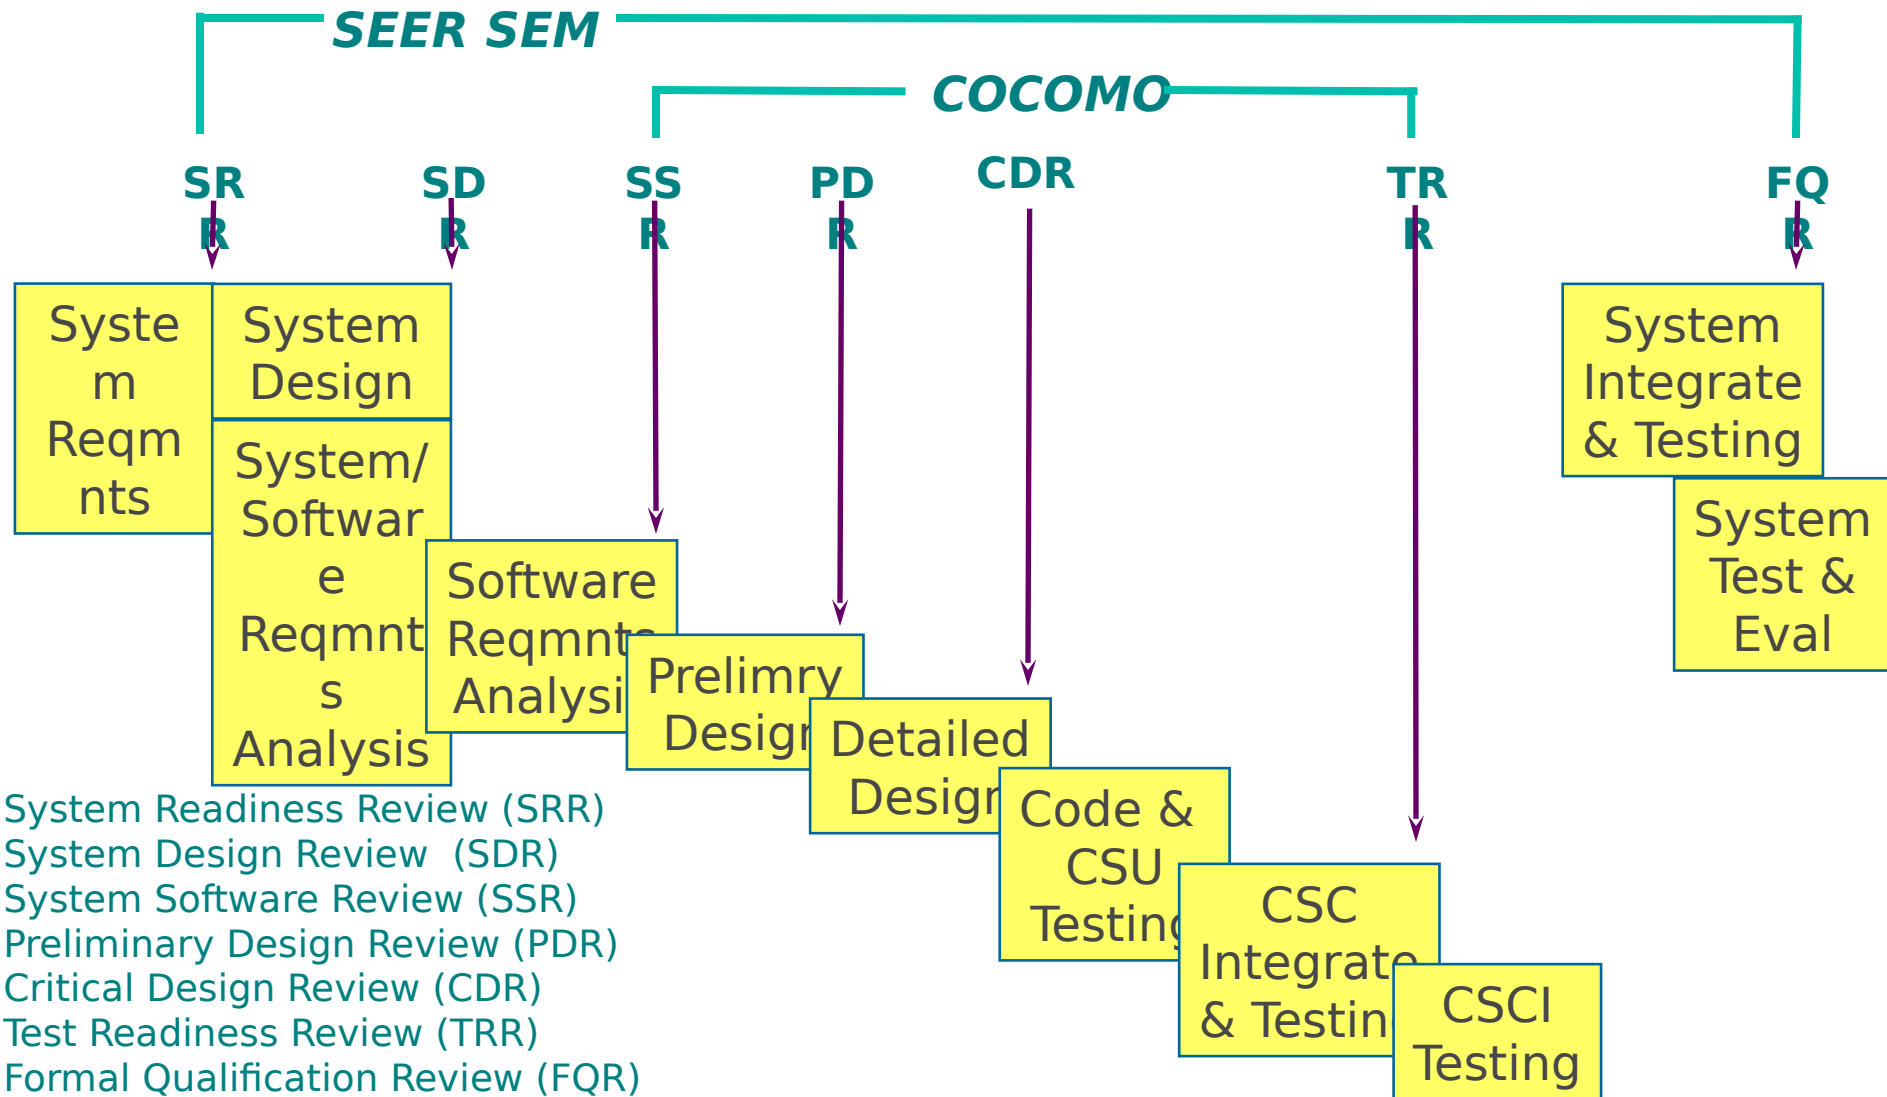 SEER SEM
COCOMO
SR
R
SD
R
SS
R
PD
R
CDR
TR
R
FQ
R
Syste
m
Reqm
nts
System
Design
System/
Softwar
e
Reqmnt
s
Analysis
Software
Reqmnts
Analysi
Prelimry
Design
Detailed
Design
Code &
CSU
Testing
CSC
Integrate
& Testin
CSCI
Testing
System
Integrate
& Testing
System
Test &
Eval
System Readiness Review (SRR)
System Design Review  (SDR)
System Software Review (SSR)
Preliminary Design Review (PDR)
Critical Design Review (CDR)
Test Readiness Review (TRR)
Formal Qualification Review (FQR)